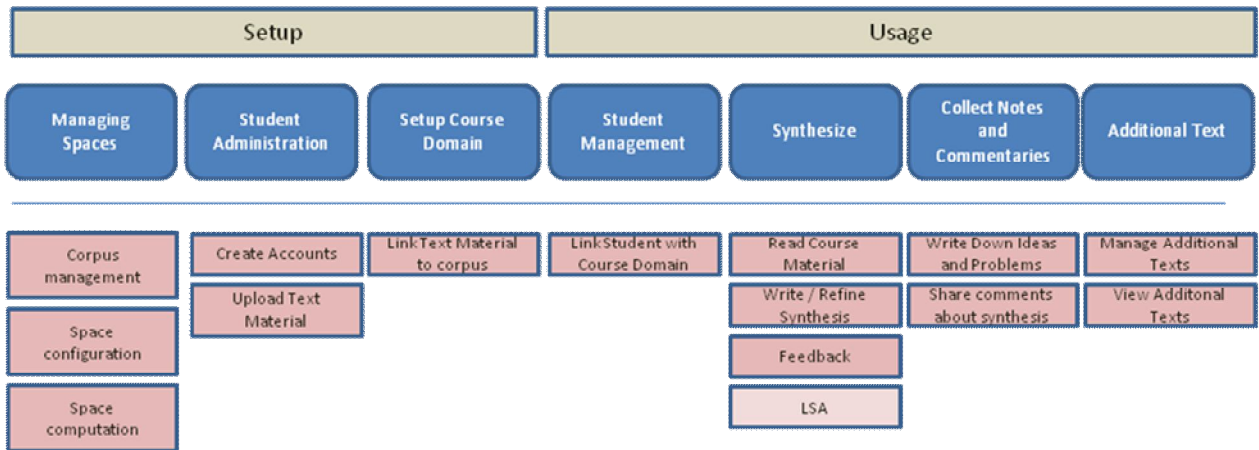 Setup
Usage
Managing
Spaces
Student
Administration
Setup Course
Domain
Student
Management
Synthesize
Collect Notes
and
Commentaries
Additional Text
Corpus
management
Space
configuration
Space
computation
Create Accounts
Upload Text
Material
LinkText Material
to corpus
LinkStudent with
Course Domain
Read Course
Material
Write / Refine
Synthesis
Feedback
LSA
Write Down Ideas
and Problems
Share comments
about synthesis
Manage Additional
Texts
View Additonal
Texts